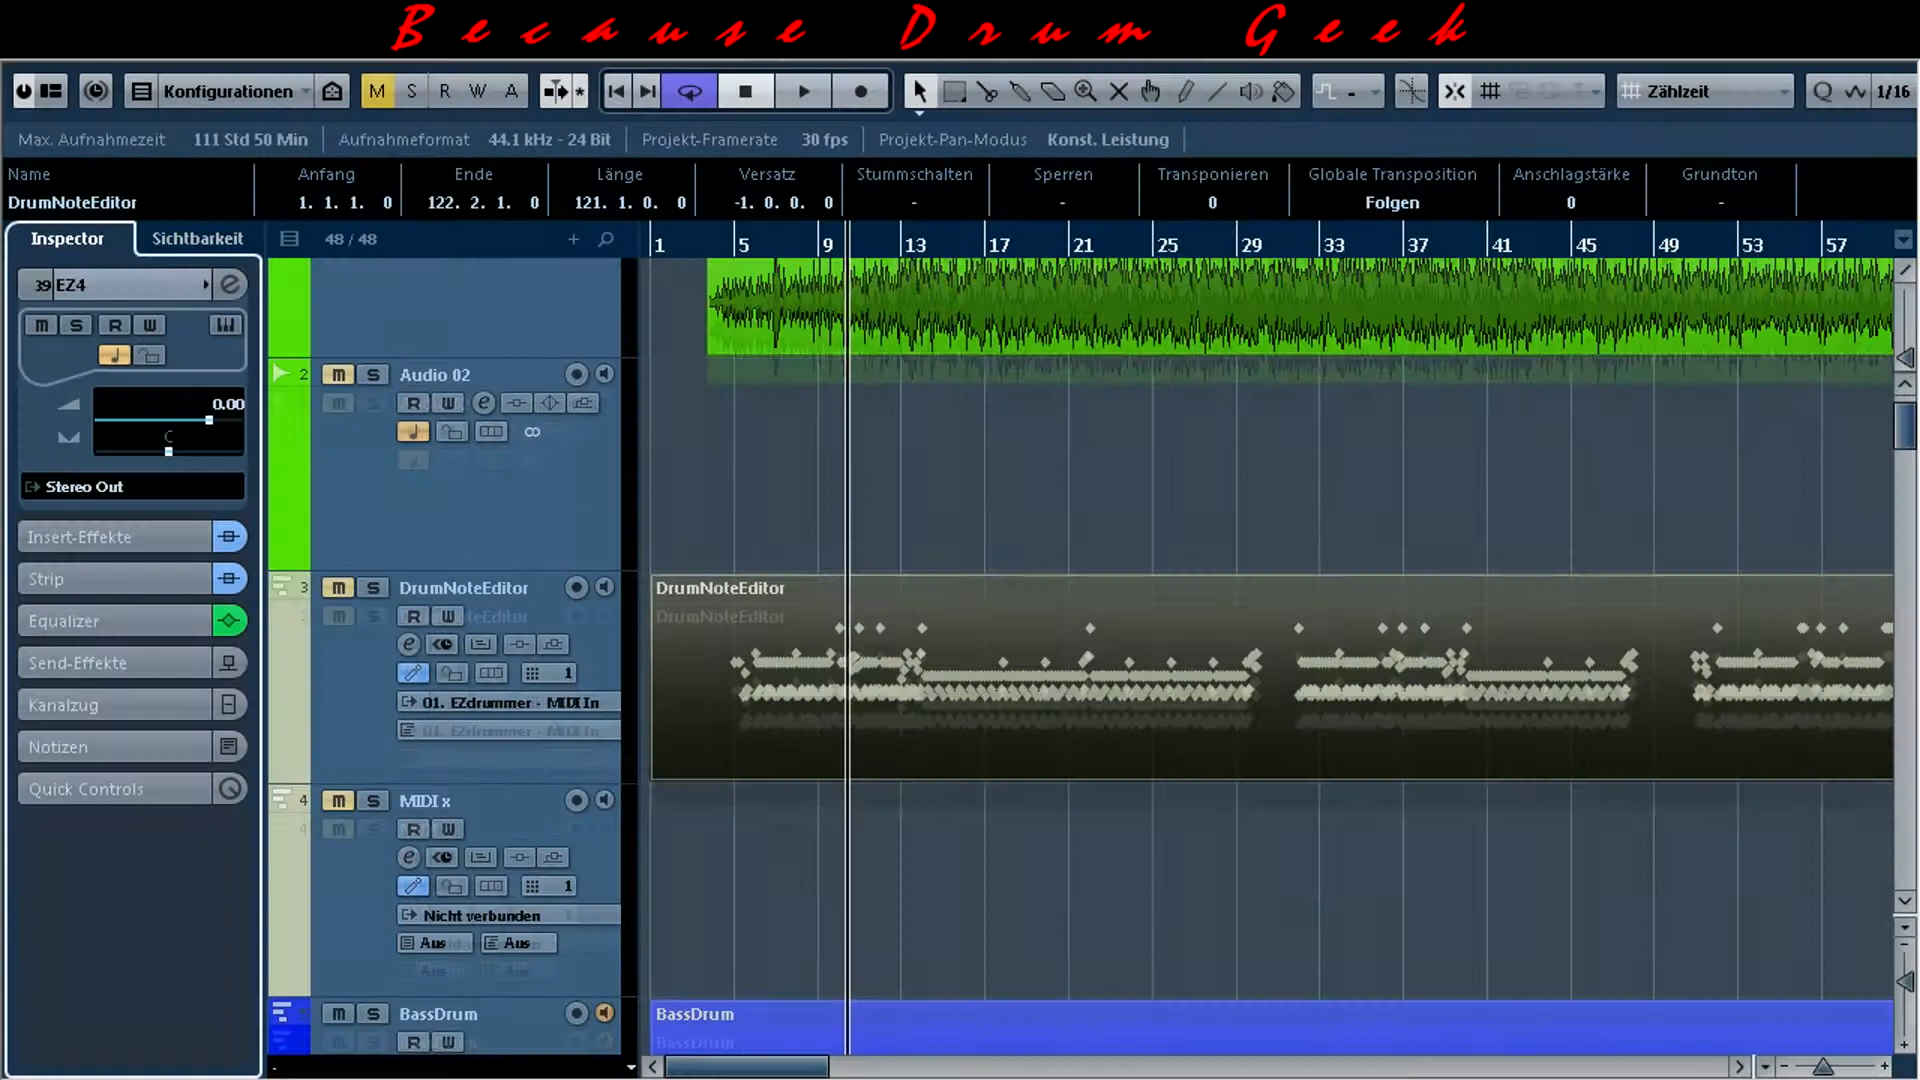 Because Drum Geek
Konfigurationen M S R W A Zählzeit 1/16
Max. Aufnahmezeit 111 Std 50 Min Aufnahmeformat 44.1 kHz - 24 Bit Projekt-Framerate 30 fps Projekt-Pan-Modus Konst. Leistung
Name Anfang Ende Länge Versatz Stummschalten Sperren Transponieren Globale Transposition Anschlagstärke Grundton
DrumNoteEditor 1. 1. 1. 0 122. 2. 1. 0 121. 1. 0. 0 -1. 0. 0. 0 - - 0 Folgen 0 -
Inspector Sichtbarkeit 48 / 48 + 1 5 9 13 17 21 25 29 33 37 41 45 49 53 57
39 EZ4 e
M S R W
0.00
C
Stereo Out
Insert-Effekte
Strip
Equalizer
Send-Effekte
Kanalzug
Notizen
Quick Controls
2 m S Audio 02
m s R W e
3 m S DrumNoteEditor
m s R W
e
1
01. EZdrummer - MIDI In
01. EZdrummer - MIDI In
4 m S MIDI x
4 m s R W
e
1
Nicht verbunden
Aus Aus
m S BassDrum
m s R W
DrumNoteEditor
DrumNoteEditor
BassDrum
BassDrum